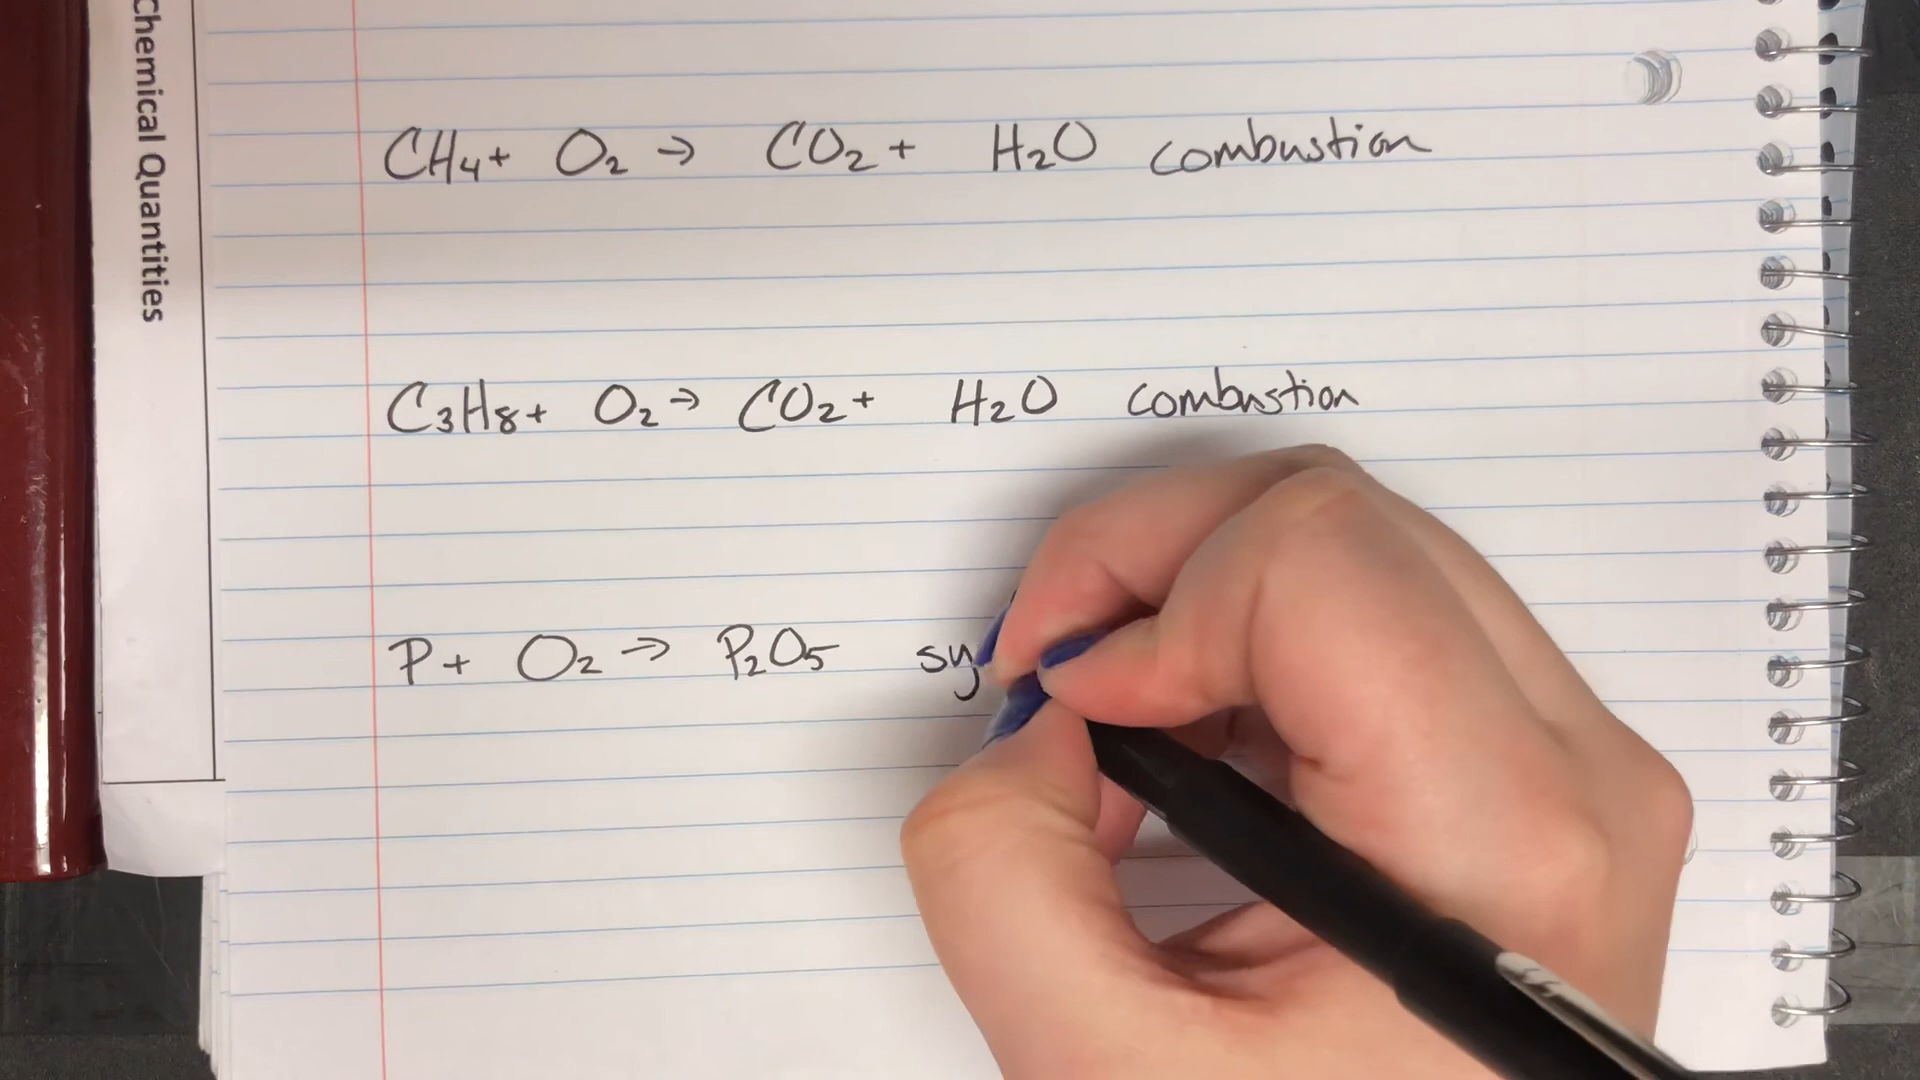 Chemical Quantities
CH₄ + O₂ → CO₂ + H₂O combustion
C₃H₈ + O₂ → CO₂ + H₂O combustion
P + O₂ → P₂O₅ sy